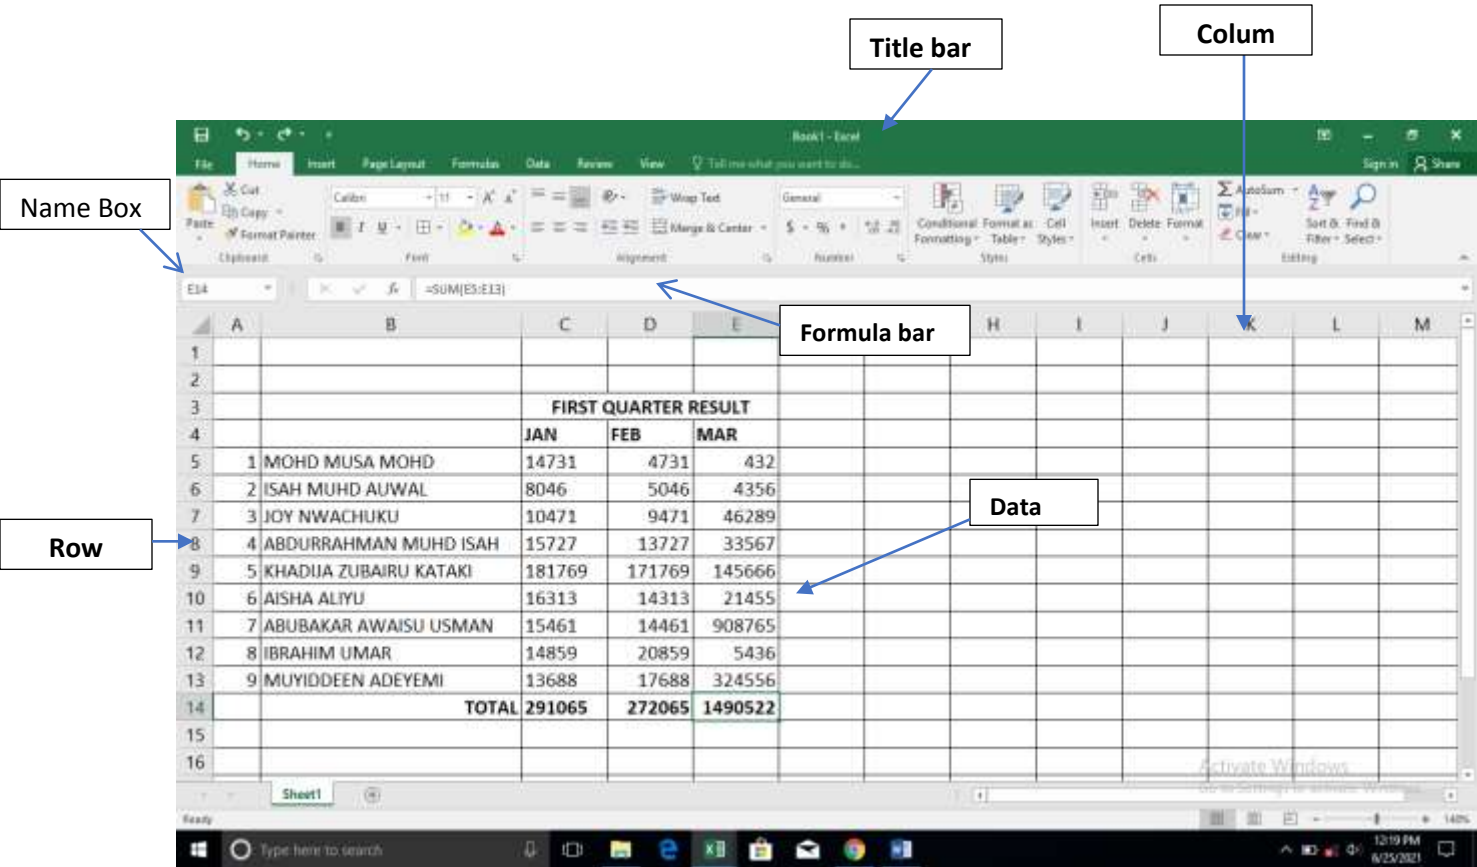 Title bar
Colum
Book1 - Excel
File Home Insert Page Layout Formulas Data Review View Tell me what you want to do... Sign in Share
Name Box
Paste
Cut
Copy
Format Painter
Calibri 11
Wrap Text
Merge & Center
General
Conditional Formatting
Format as Table
Cell Styles
Insert Delete Format
AutoSum
Fill
Clear
Sort & Filter
Find & Select
Clipboard Font Alignment Number Styles Cells Editing
E14 fx =SUM(E5:E13)
Formula bar
A B C D E H I J K L M
1
2
3 FIRST QUARTER RESULT
4 JAN FEB MAR
5 1 MOHD MUSA MOHD 14731 4731 432
6 2 ISAH MUHD AUWAL 8046 5046 4356
7 3 JOY NWACHUKU 10471 9471 46289
Data
Row
8 4 ABDURRAHMAN MUHD ISAH 15727 13727 33567
9 5 KHADIJA ZUBAIRU KATAKI 181769 171769 145666
10 6 AISHA ALIYU 16313 14313 21455
11 7 ABUBAKAR AWAISU USMAN 15461 14461 908765
12 8 IBRAHIM UMAR 14859 20859 5436
13 9 MUYIDDEEN ADEYEMI 13688 17688 324556
14 TOTAL 291065 272065 1490522
15
16
Activate Windows
Go to Settings to activate Windows.
Sheet1
Ready
140%
Type here to search
12:19 PM
6/25/2021